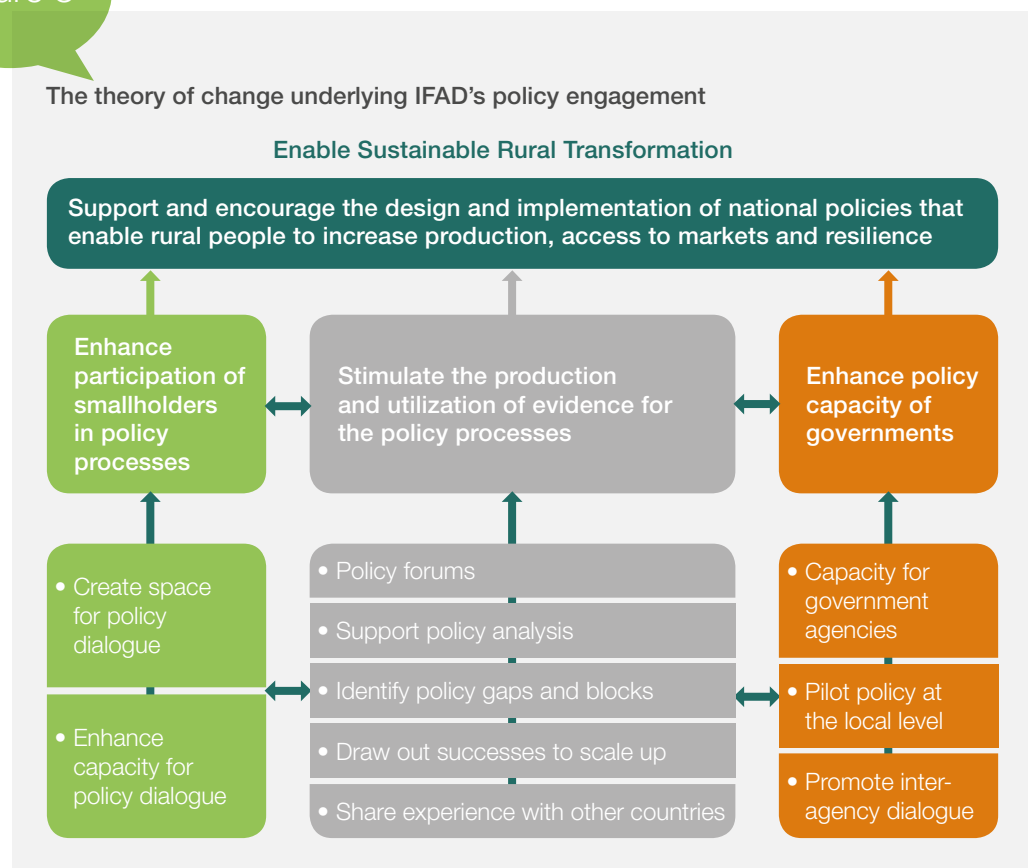 The theory of change underlying IFAD's policy engagement
Enable Sustainable Rural Transformation
Support and encourage the design and implementation of national policies that
enable rural people to increase production, access to markets and resilience
Enhance
participation of
smallholders
in policy
processes
Stimulate the production
and utilization of evidence for
the policy processes
Enhance policy
capacity of
governments
• Create space
for policy
dialogue
• Enhance
capacity for
policy dialogue
• Policy forums
• Support policy analysis
• Identify policy gaps and blocks
• Draw out successes to scale up
• Share experience with other countries
• Capacity for
government
agencies
• Pilot policy at
the local level
• Promote inter-
agency dialogue